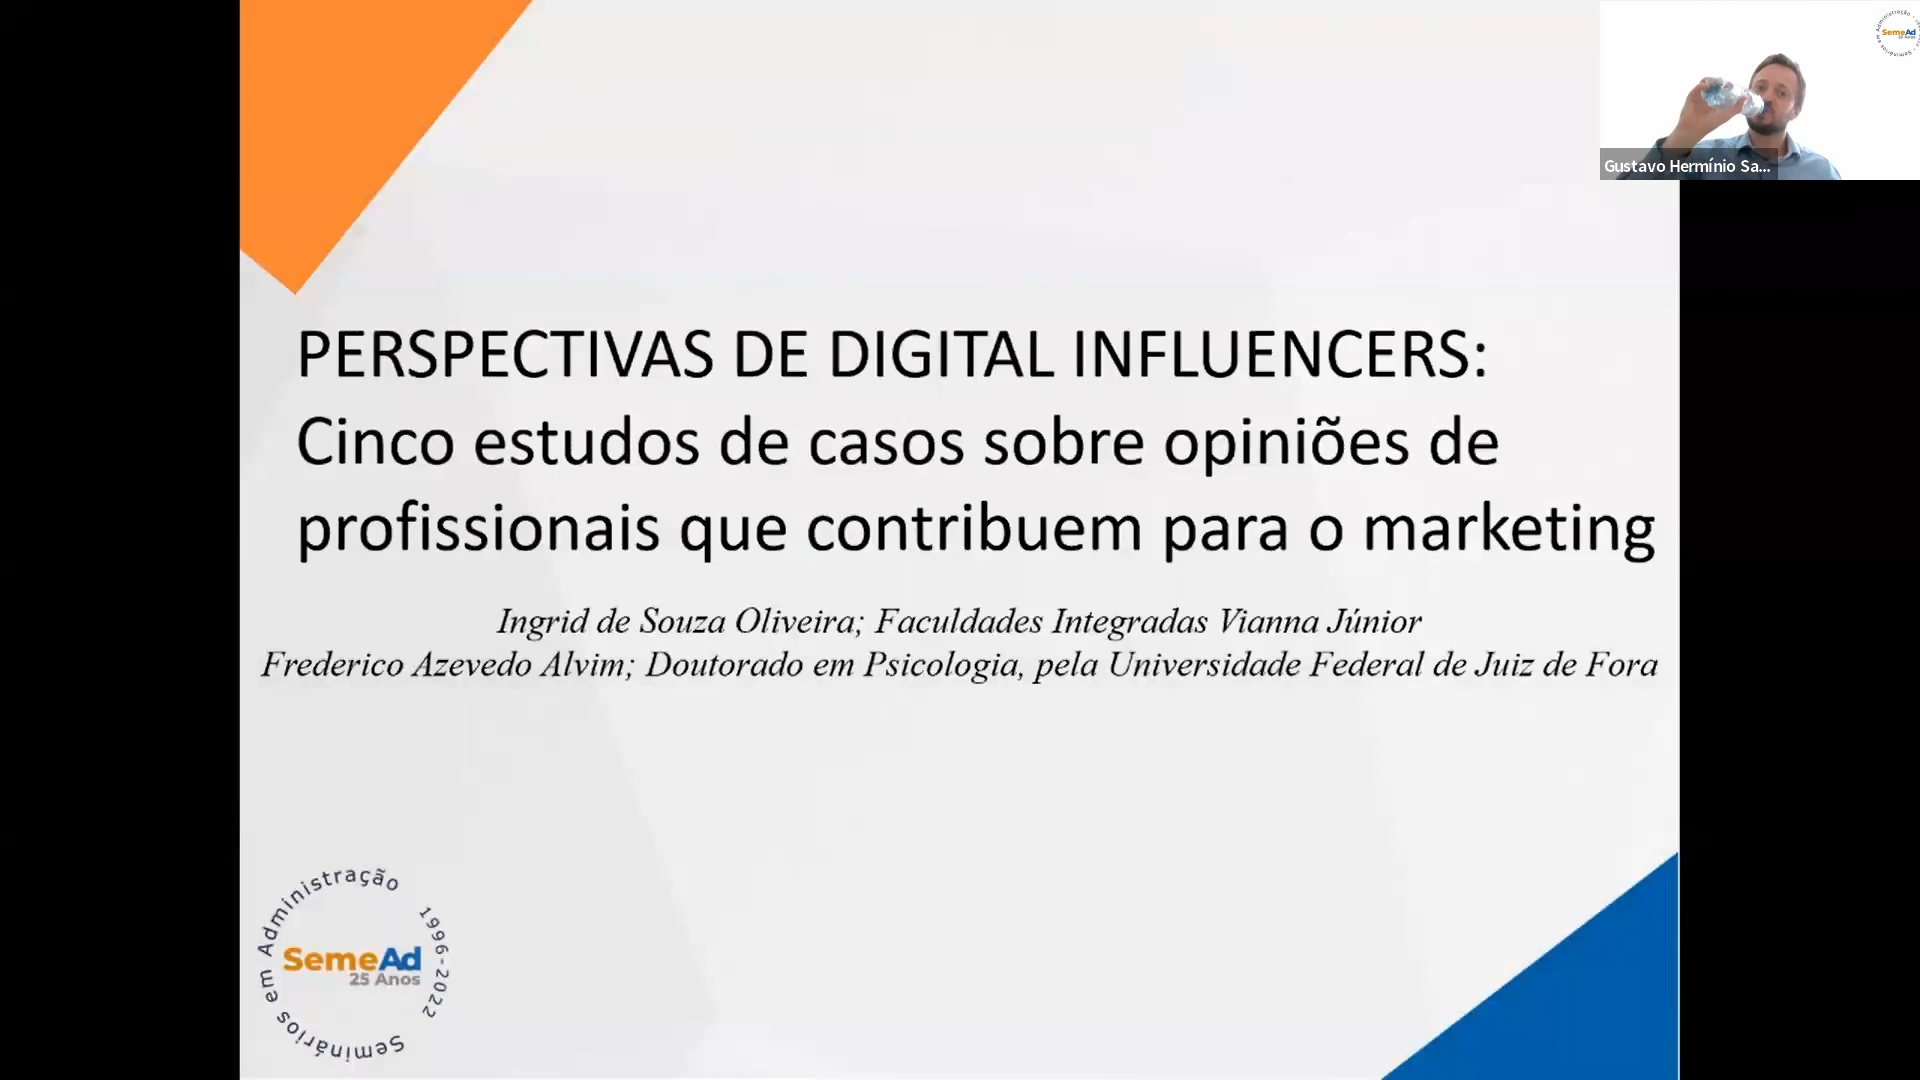 PERSPECTIVAS DE DIGITAL INFLUENCERS:
Cinco estudos de casos sobre opiniões de
profissionais que contribuem para o marketing
Ingrid de Souza Oliveira; Faculdades Integradas Vianna Júnior
Frederico Azevedo Alvim; Doutorado em Psicologia, pela Universidade Federal de Juiz de Fora
Seminários em Administração 1996-2022
SemeAd
25 Anos
SemeAd
Gustavo Hermínio Sa...